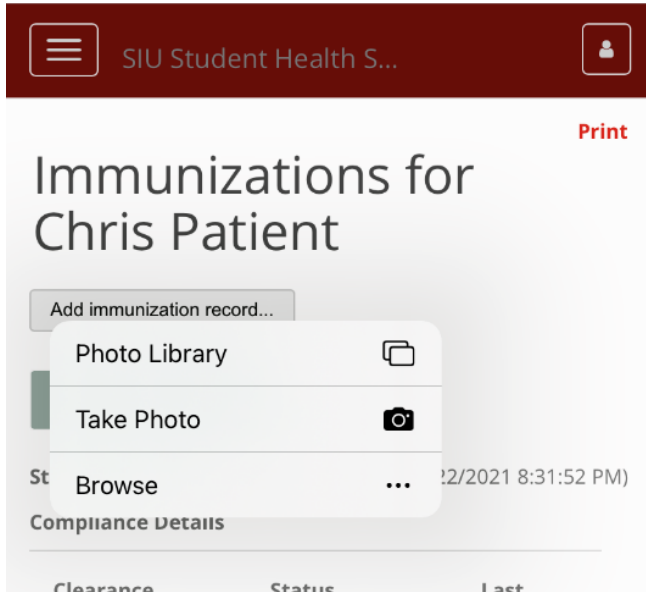 SIU Student Health S...
Print
Immunizations for
Chris Patient
Add immunization record...
Photo Library
Take Photo
St
22/2021 8:31:52 PM)
Browse
Compliance Details
Clearance Status Last